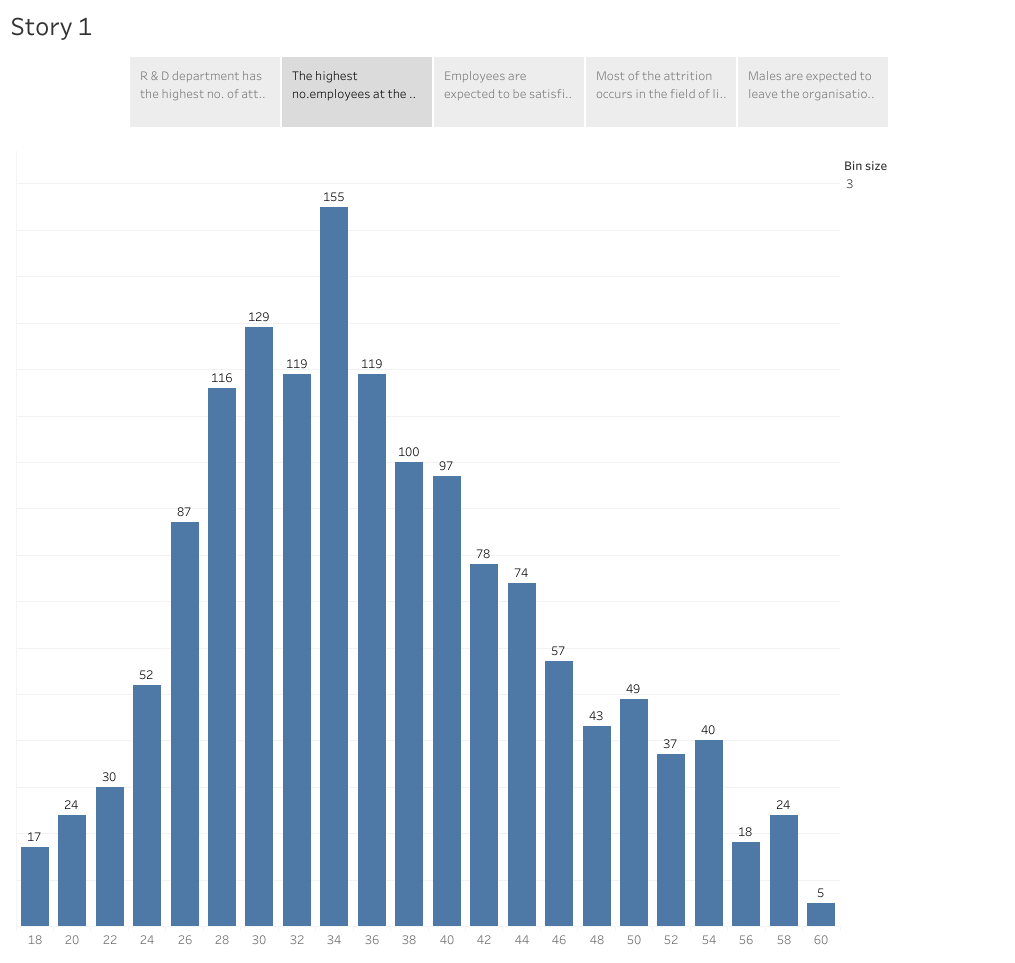 Story 1
R & D department has
the highest no. of att..
The highest
no.employees at the ..
Employees are
expected to be satisfi..
Most of the attrition
occurs in the field of li..
Males are expected to
leave the organisatio..
Bin size
3
155
129
119
119
116
100
97
87
78
74
57
52
49
43
40
37
30
24
24
18
17
5
18 20 22 24 26 28 30 32 34 36 38 40 42 44 46 48 50 52 54 56 58 60